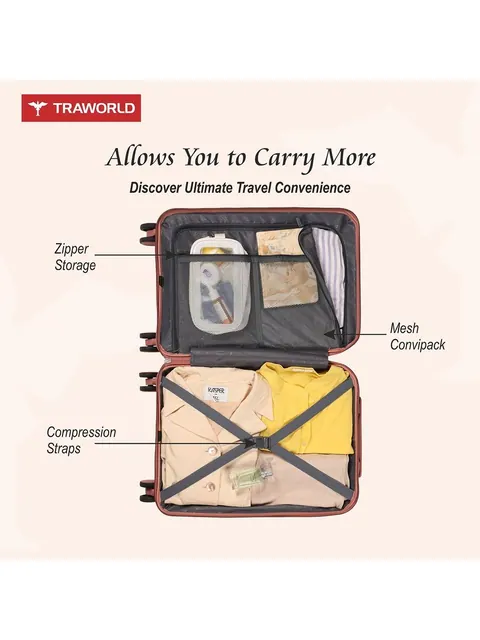 TRAWORLD
Allows You to Carry More
Discover Ultimate Travel Convenience
Zipper
Storage
Mesh
Convipack
Compression
Straps